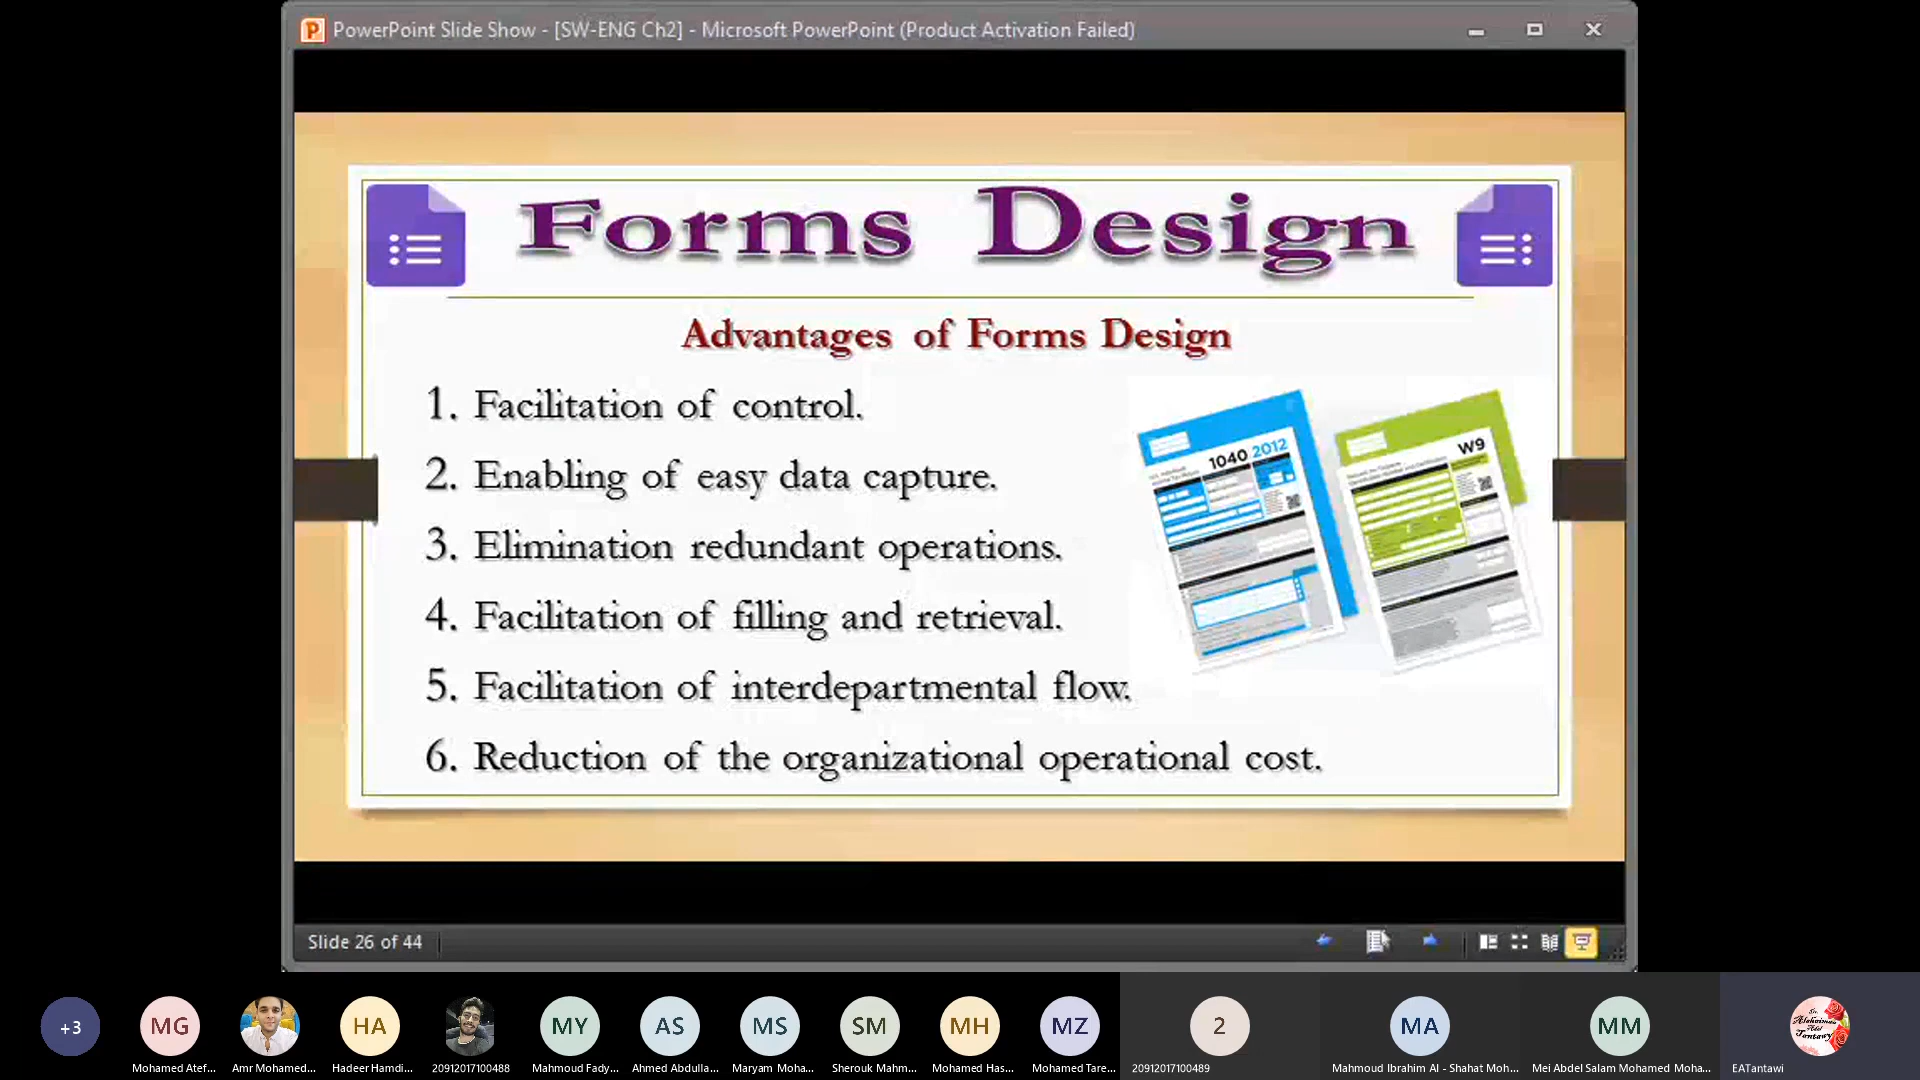 PowerPoint Slide Show - [SW-ENG Ch2] - Microsoft PowerPoint (Product Activation Failed)
Forms Design
Advantages of Forms Design
1. Facilitation of control.
2. Enabling of easy data capture.
3. Elimination redundant operations.
4. Facilitation of filling and retrieval.
5. Facilitation of interdepartmental flow.
6. Reduction of the organizational operational cost.
1040 2012
W9
Slide 26 of 44
+3
MG
HA
MY
AS
MS
SM
MH
MZ
2
MA
MM
Mohamed Atef...
Amr Mohamed...
Hadeer Hamdi...
20912017100488
Mahmoud Fady...
Ahmed Abdulla...
Maryam Moha...
Sherouk Mahm...
Mohamed Has...
Mohamed Tare...
20912017100489
Mahmoud Ibrahim Al - Shahat Moh...
Mei Abdel Salam Mohamed Moha...
EATantawi